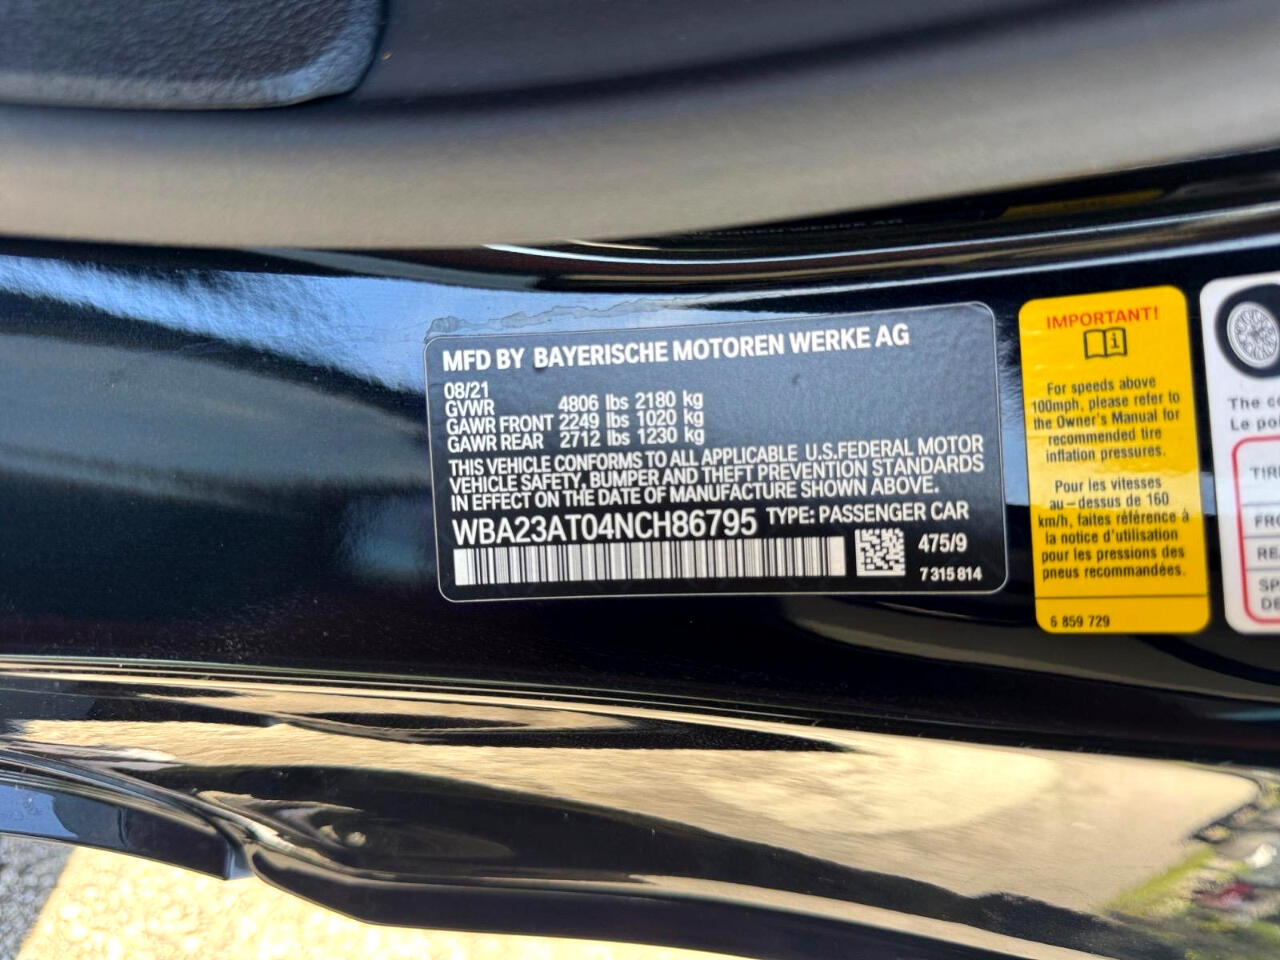 MFD BY BAYERISCHE MOTOREN WERKE AG
08/21
GVWR 4806 lbs 2180 kg
GAWR FRONT 2249 lbs 1020 kg
GAWR REAR 2712 lbs 1230 kg
THIS VEHICLE CONFORMS TO ALL APPLICABLE U.S.FEDERAL MOTOR
VEHICLE SAFETY, BUMPER AND THEFT PREVENTION STANDARDS
IN EFFECT ON THE DATE OF MANUFACTURE SHOWN ABOVE.
WBA23AT04NCH86795 TYPE: PASSENGER CAR
475/9
7 315 814
IMPORTANT!
i
For speeds above
100mph, please refer to
the Owner's Manual for
recommended tire
inflation pressures.
Pour les vitesses
au-dessus de 160
km/h, faites référence à
la notice d'utilisation
pour les pressions des
pneus recommandées.
6 859 729
The
Le